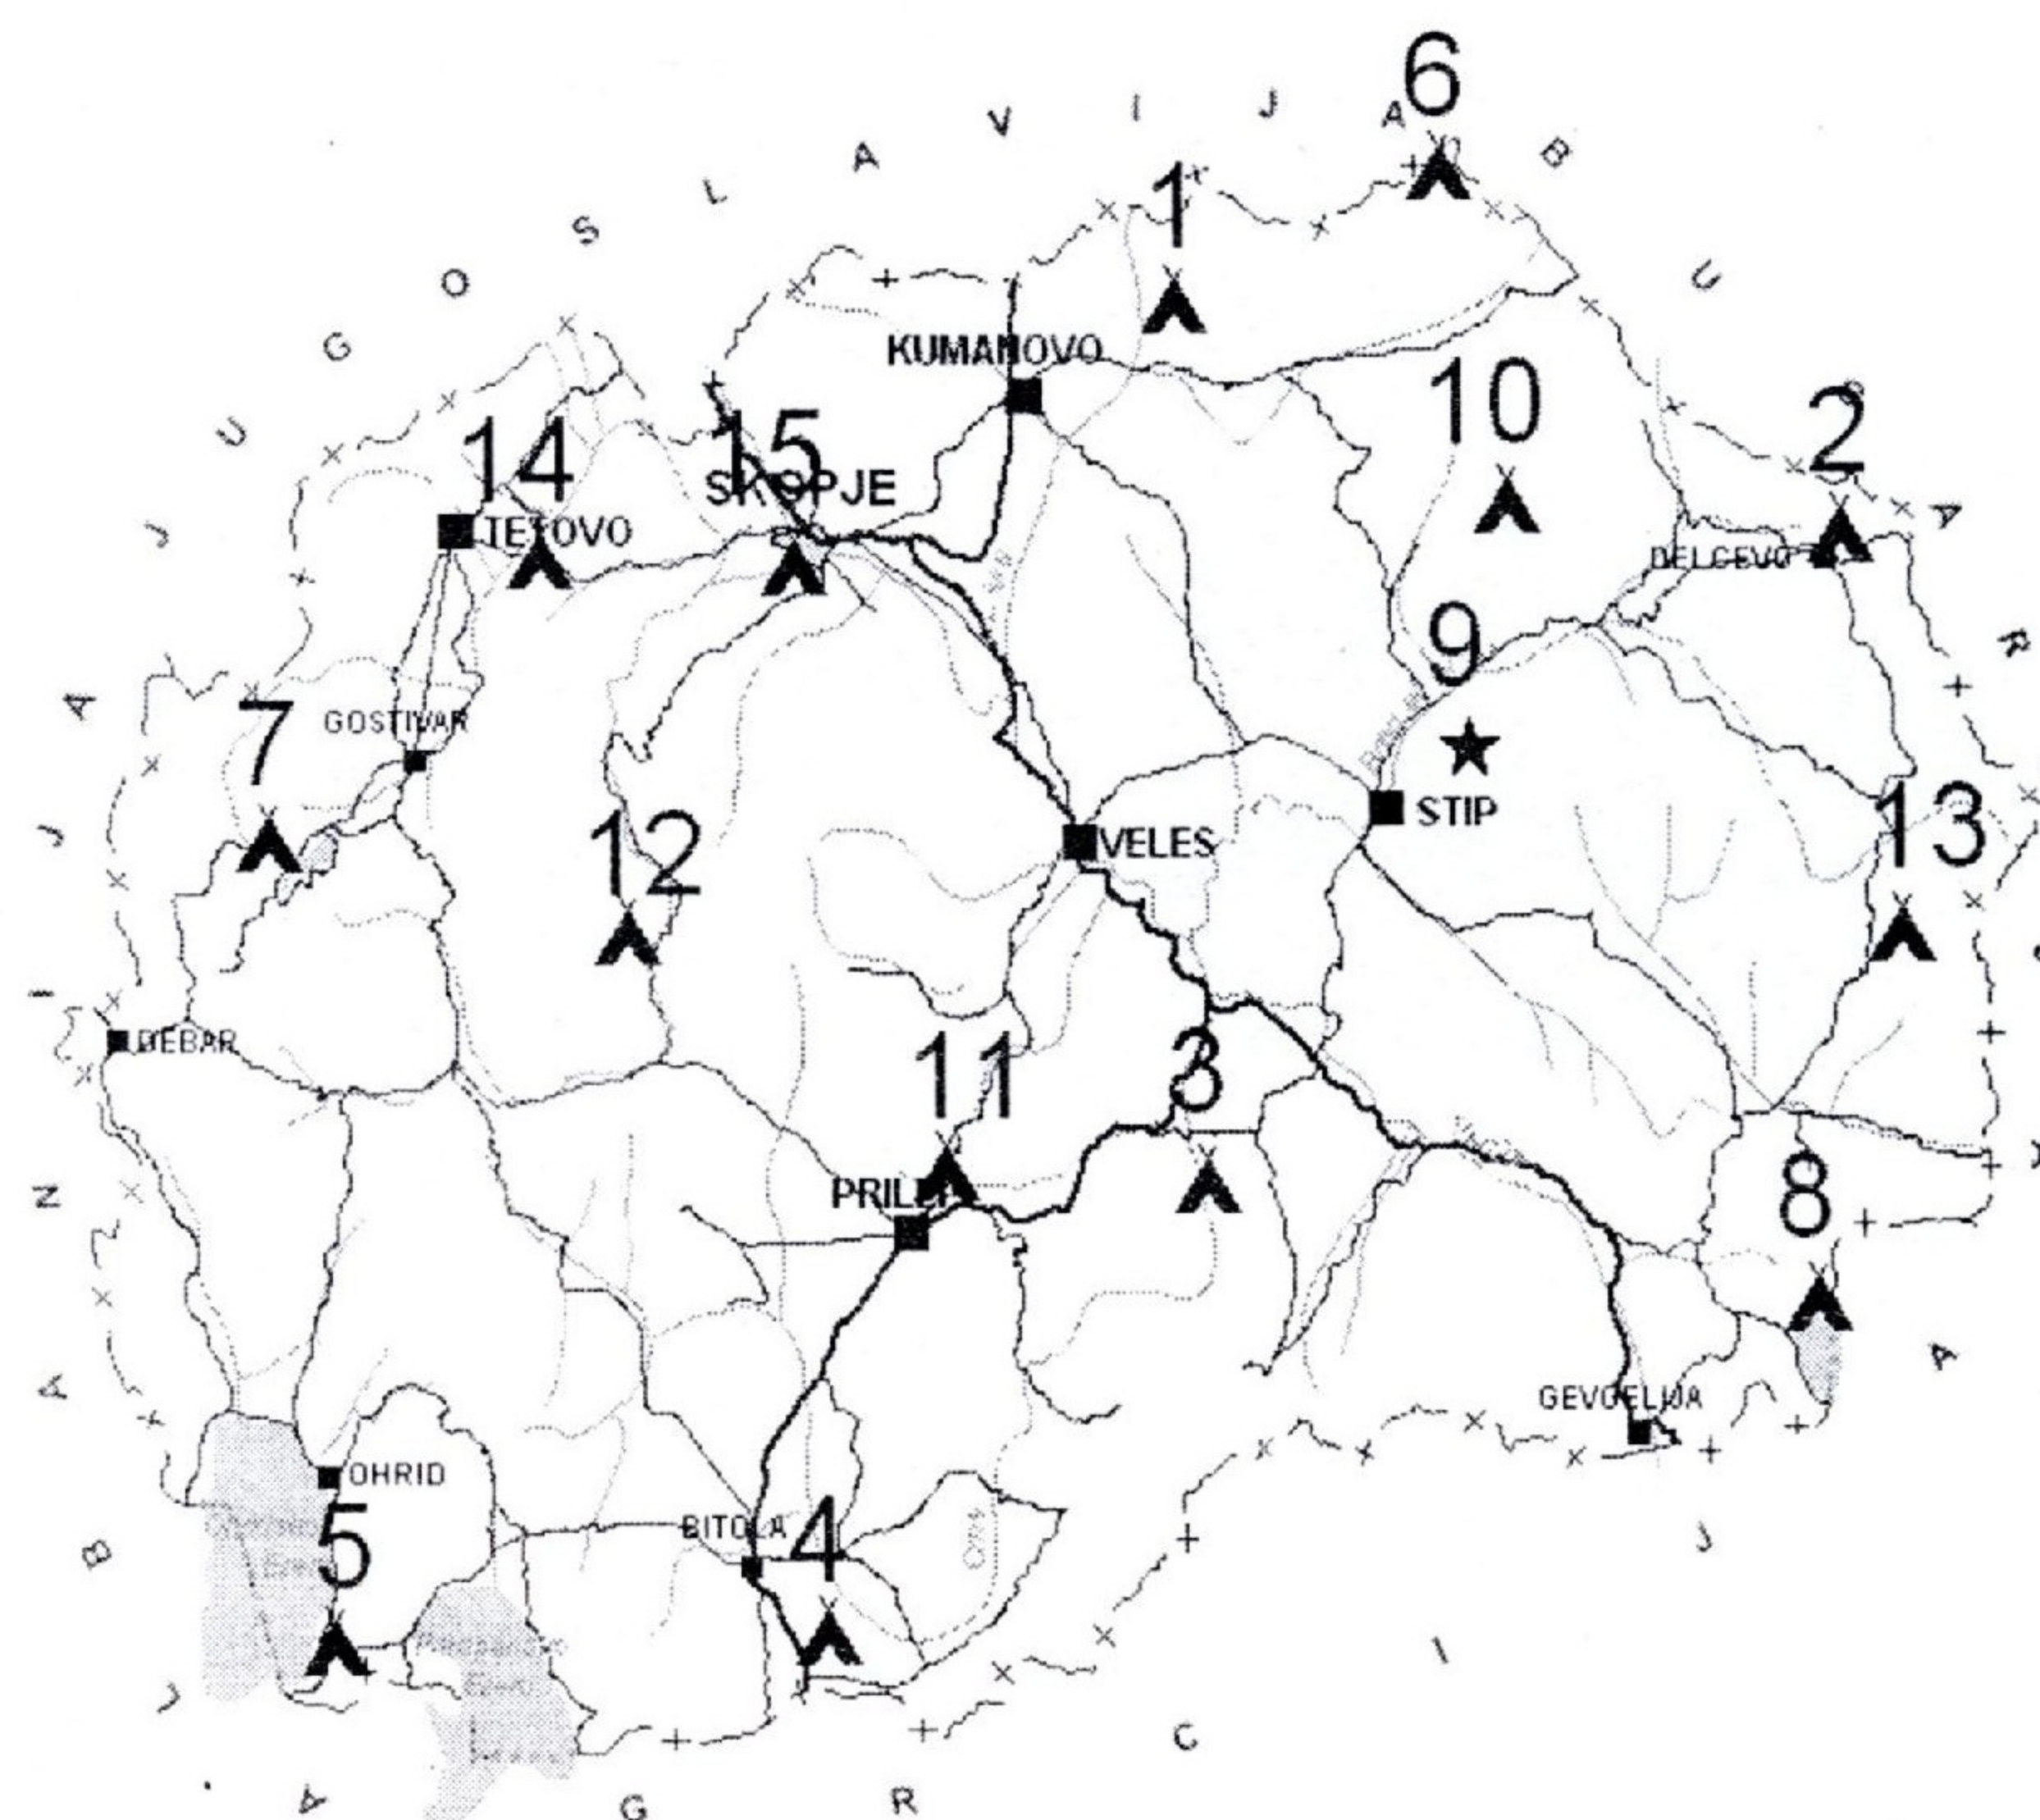 6
J U G O S L A V I J A
B U G A R
1
KUMANOVO
10
2
14
15
SKOPJE
TETOVO
DELCEVO
9
7
GOSTIVAR
STIP
13
12
VELES
DEBAR
11
3
PRILEP
8
GEVGELIJA
OHRID
5
BITOLA
4
A L B A N I J A
G R C I J A